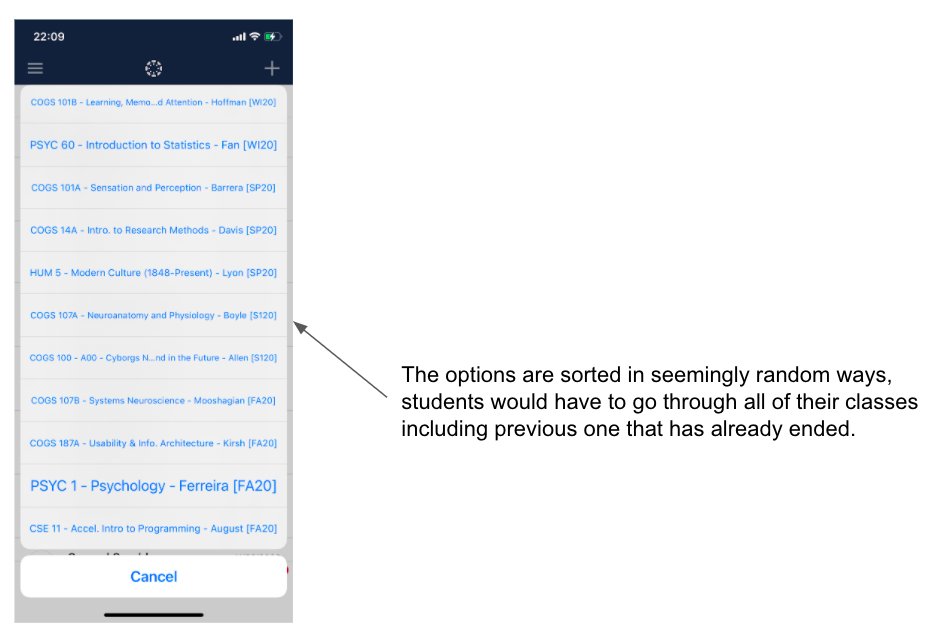 22:09
COGS 101B - Learning, Memo...d Attention - Hoffman [WI20]
PSYC 60 - Introduction to Statistics - Fan [WI20]
COGS 101A - Sensation and Perception - Barrera [SP20]
COGS 14A - Intro. to Research Methods - Davis [SP20]
HUM 5 - Modern Culture (1848-Present) - Lyon [SP20]
COGS 107A - Neuroanatomy and Physiology - Boyle [S120]
COGS 100 - A00 - Cyborgs N...nd in the Future - Allen [S120]
COGS 107B - Systems Neuroscience - Mooshagian [FA20]
COGS 187A - Usability & Info. Architecture - Kirsh [FA20]
PSYC 1 - Psychology - Ferreira [FA20]
CSE 11 - Accel. Intro to Programming - August [FA20]
Cancel
The options are sorted in seemingly random ways,
students would have to go through all of their classes
including previous one that has already ended.